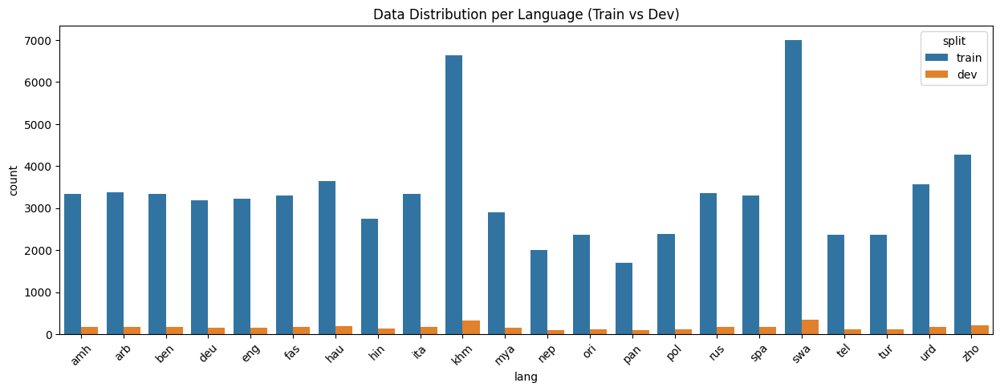 Data Distribution per Language (Train vs Dev)
split
train
dev
7000
6000
5000
4000
3000
2000
1000
0
count
amh arb ben deu eng fas hau hin ita khm mya nep ori pan pol rus spa swa tel tur urd zho
lang